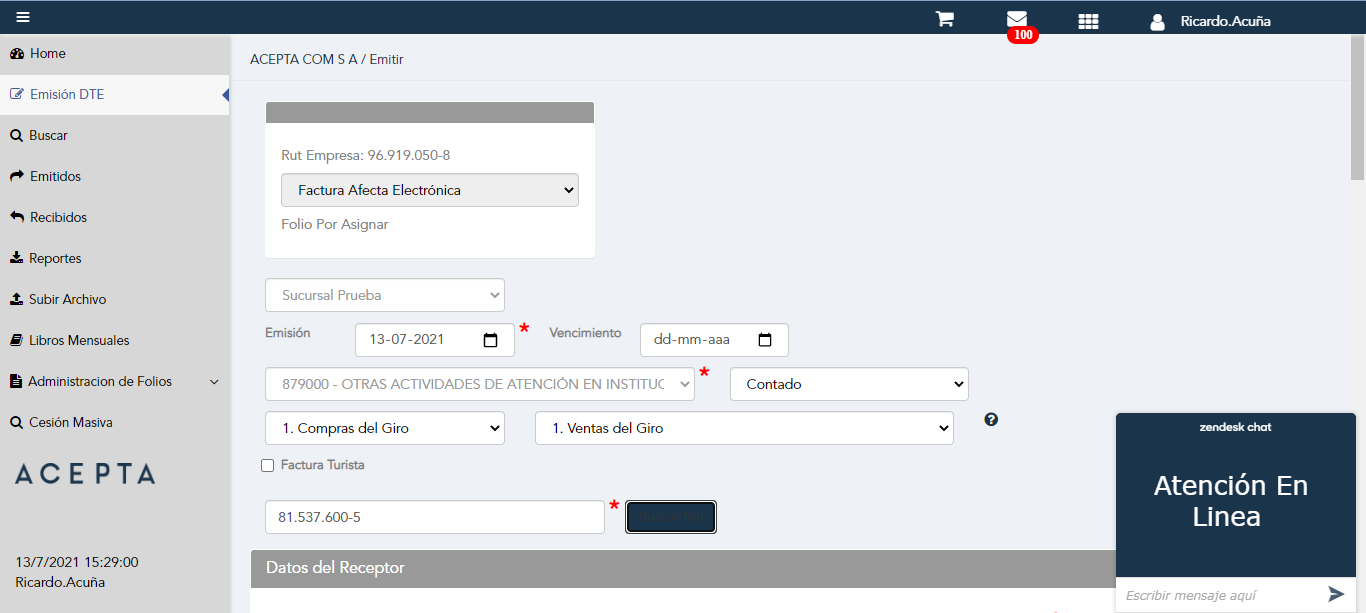 Ricardo.Acuña
100
Home
ACEPTA COM S A / Emitir
Emisión DTE
Buscar
Emitidos
Recibidos
Reportes
Subir Archivo
Libros Mensuales
Administracion de Folios
Cesión Masiva
ACEPTA
13/7/2021 15:29:00
Ricardo.Acuña
Rut Empresa: 96.919.050-8
Factura Afecta Electrónica
Folio Por Asignar
Sucursal Prueba
Emisión 13-07-2021 * Vencimiento dd-mm-aaa
879000 - OTRAS ACTIVIDADES DE ATENCIÓN EN INSTITUC * Contado
1. Compras del Giro 1. Ventas del Giro
Factura Turista
81.537.600-5 *
Datos del Receptor
zendesk chat
Atención En
Linea
Escribir mensaje aquí